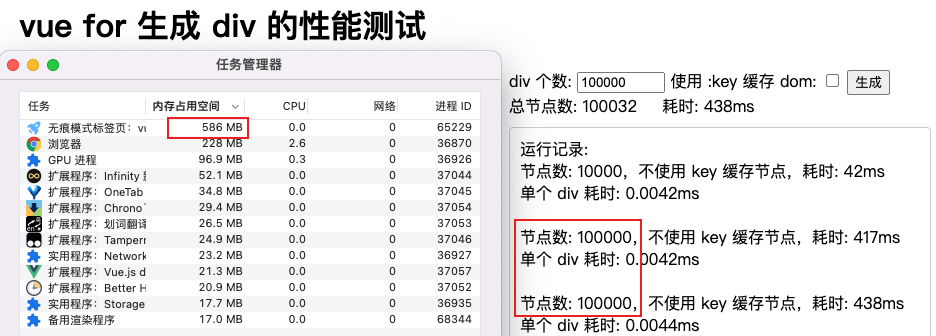 vue for 生成 div 的性能测试
任务管理器
任务 内存占用空间 CPU 网络 进程 ID
无痕模式标签页：vu 586 MB 0.0 0 65229
浏览器 228 MB 2.6 0 36870
GPU 进程 96.9 MB 0.3 0 36926
扩展程序：Infinity 52.1 MB 0.0 0 37044
扩展程序：OneTab 34.8 MB 0.0 0 37045
扩展程序：Chrono 29.4 MB 0.0 0 37054
扩展程序：划词翻译 26.5 MB 0.0 0 37053
扩展程序：Tamperm 24.9 MB 0.0 0 37046
实用程序：Network 23.2 MB 0.0 0 36927
扩展程序：Vue.js d 21.3 MB 0.0 0 37057
扩展程序：Better H 20.9 MB 0.0 0 37052
实用程序：Storage 17.7 MB 0.0 0 36935
备用渲染程序 17.0 MB 0.0 0 68344
div 个数: 100000 使用 :key 缓存 dom: 生成
总节点数: 100032 耗时: 438ms
运行记录:
节点数: 10000，不使用 key 缓存节点，耗时: 42ms
单个 div 耗时: 0.0042ms
节点数: 100000，不使用 key 缓存节点，耗时: 417ms
单个 div 耗时: 0.0042ms
节点数: 100000，不使用 key 缓存节点，耗时: 438ms
单个 div 耗时: 0.0044ms